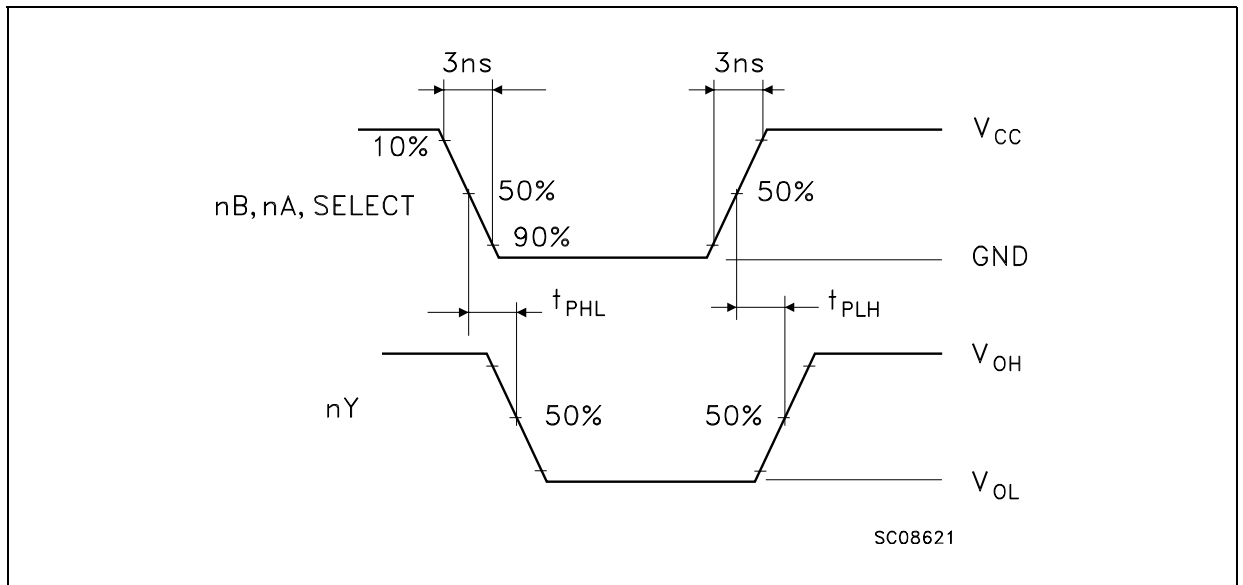 3ns 3ns
V_CC
10%
50% 50%
nB, nA, SELECT
90%
GND
t_PHL t_PLH
V_OH
nY 50% 50%
V_OL
SC08621